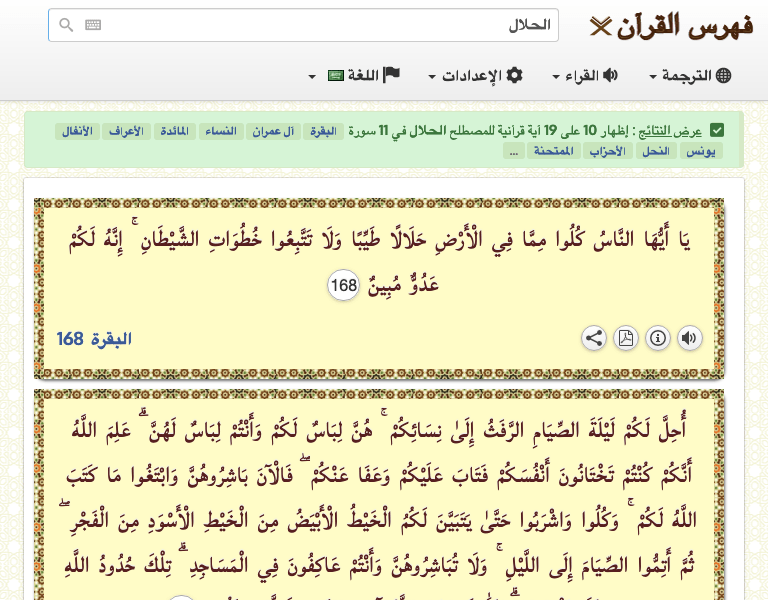 فهرس القرآن
الحلال
الترجمة
القراء
الإعدادات
اللغة
عرض النتائج : إظهار 10 على 19 آية قرآنية للمصطلح الحلال في 11 سورة البقرة آل عمران النساء المائدة الأعراف الأنفال
يونس النحل الأحزاب الممتحنة ...
يَا أَيُّهَا النَّاسُ كُلُوا مِمَّا فِي الْأَرْضِ حَلَالًا طَيِّبًا وَلَا تَتَّبِعُوا خُطُوَاتِ الشَّيْطَانِ ۚ إِنَّهُ لَكُمْ
عَدُوٌّ مُبِينٌ 168
البقرة 168
أُحِلَّ لَكُمْ لَيْلَةَ الصِّيَامِ الرَّفَثُ إِلَىٰ نِسَائِكُمْ ۚ هُنَّ لِبَاسٌ لَكُمْ وَأَنْتُمْ لِبَاسٌ لَهُنَّ ۗ عَلِمَ اللَّهُ
أَنَّكُمْ كُنْتُمْ تَخْتَانُونَ أَنْفُسَكُمْ فَتَابَ عَلَيْكُمْ وَعَفَا عَنْكُمْ ۖ فَالْآنَ بَاشِرُوهُنَّ وَابْتَغُوا مَا كَتَبَ
اللَّهُ لَكُمْ ۚ وَكُلُوا وَاشْرَبُوا حَتَّىٰ يَتَبَيَّنَ لَكُمُ الْخَيْطُ الْأَبْيَضُ مِنَ الْخَيْطِ الْأَسْوَدِ مِنَ الْفَجْرِ ۖ
ثُمَّ أَتِمُّوا الصِّيَامَ إِلَى اللَّيْلِ ۚ وَلَا تُبَاشِرُوهُنَّ وَأَنْتُمْ عَاكِفُونَ فِي الْمَسَاجِدِ ۗ تِلْكَ حُدُودُ اللَّهِ